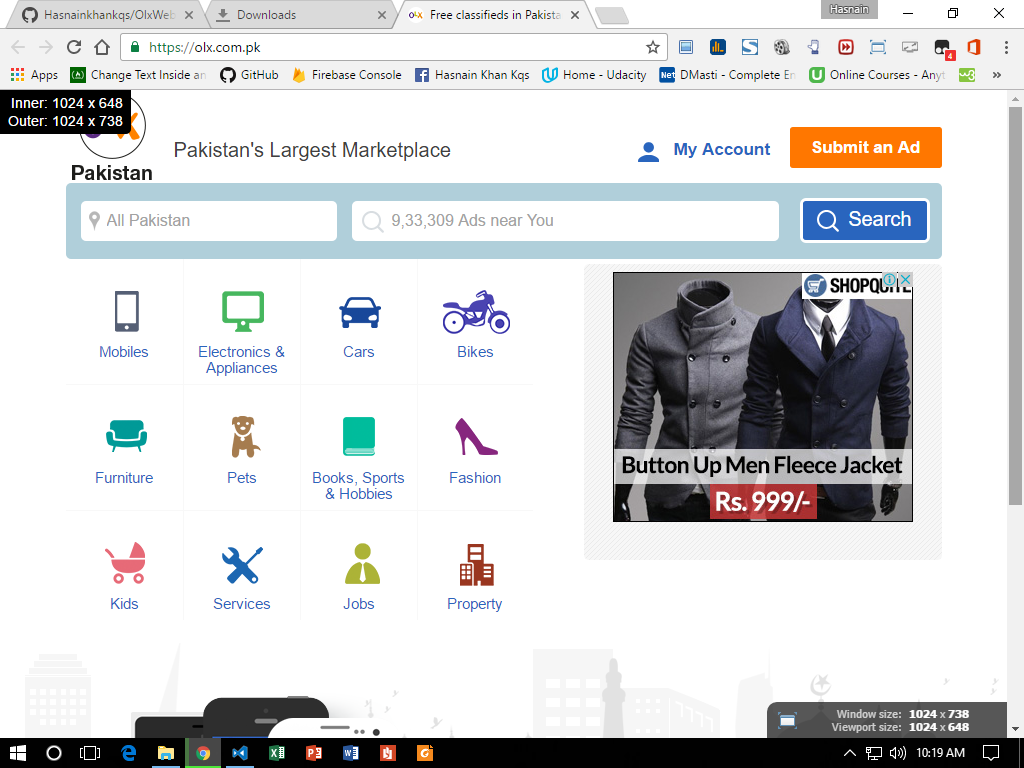 Hasnainkhankqs/OlxWeb
Downloads
Free classifieds in Pakista
Hasnain
https://olx.com.pk
4
Apps
Change Text Inside an
GitHub
Firebase Console
Hasnain Khan Kqs
Home - Udacity
Net
DMasti - Complete En
Online Courses - Anyt
w3
»
Inner: 1024 x 648
Outer: 1024 x 738
Pakistan
Pakistan's Largest Marketplace
My Account
Submit an Ad
All Pakistan
9,33,309 Ads near You
Search
Mobiles
Electronics &
Appliances
Cars
Bikes
Furniture
Pets
Books, Sports
& Hobbies
Fashion
Kids
Services
Jobs
Property
SHOPQUITE
Button Up Men Fleece Jacket
Rs. 999/-
Window size: 1024 x 738
Viewport size: 1024 x 648
10:19 AM